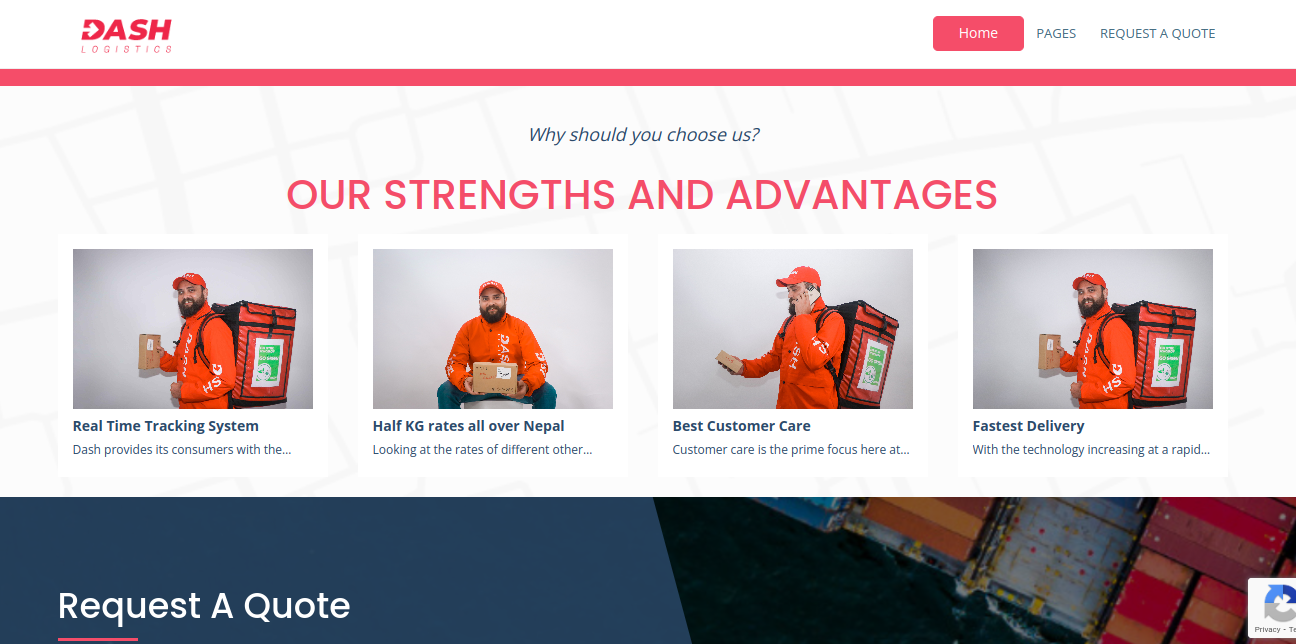 DASH
LOGISTICS
Home
PAGES
REQUEST A QUOTE
Why should you choose us?
OUR STRENGTHS AND ADVANTAGES
Real Time Tracking System
Dash provides its consumers with the...
Half KG rates all over Nepal
Looking at the rates of different other...
Best Customer Care
Customer care is the prime focus here at...
Fastest Delivery
With the technology increasing at a rapid...
Request A Quote
Privacy - Te